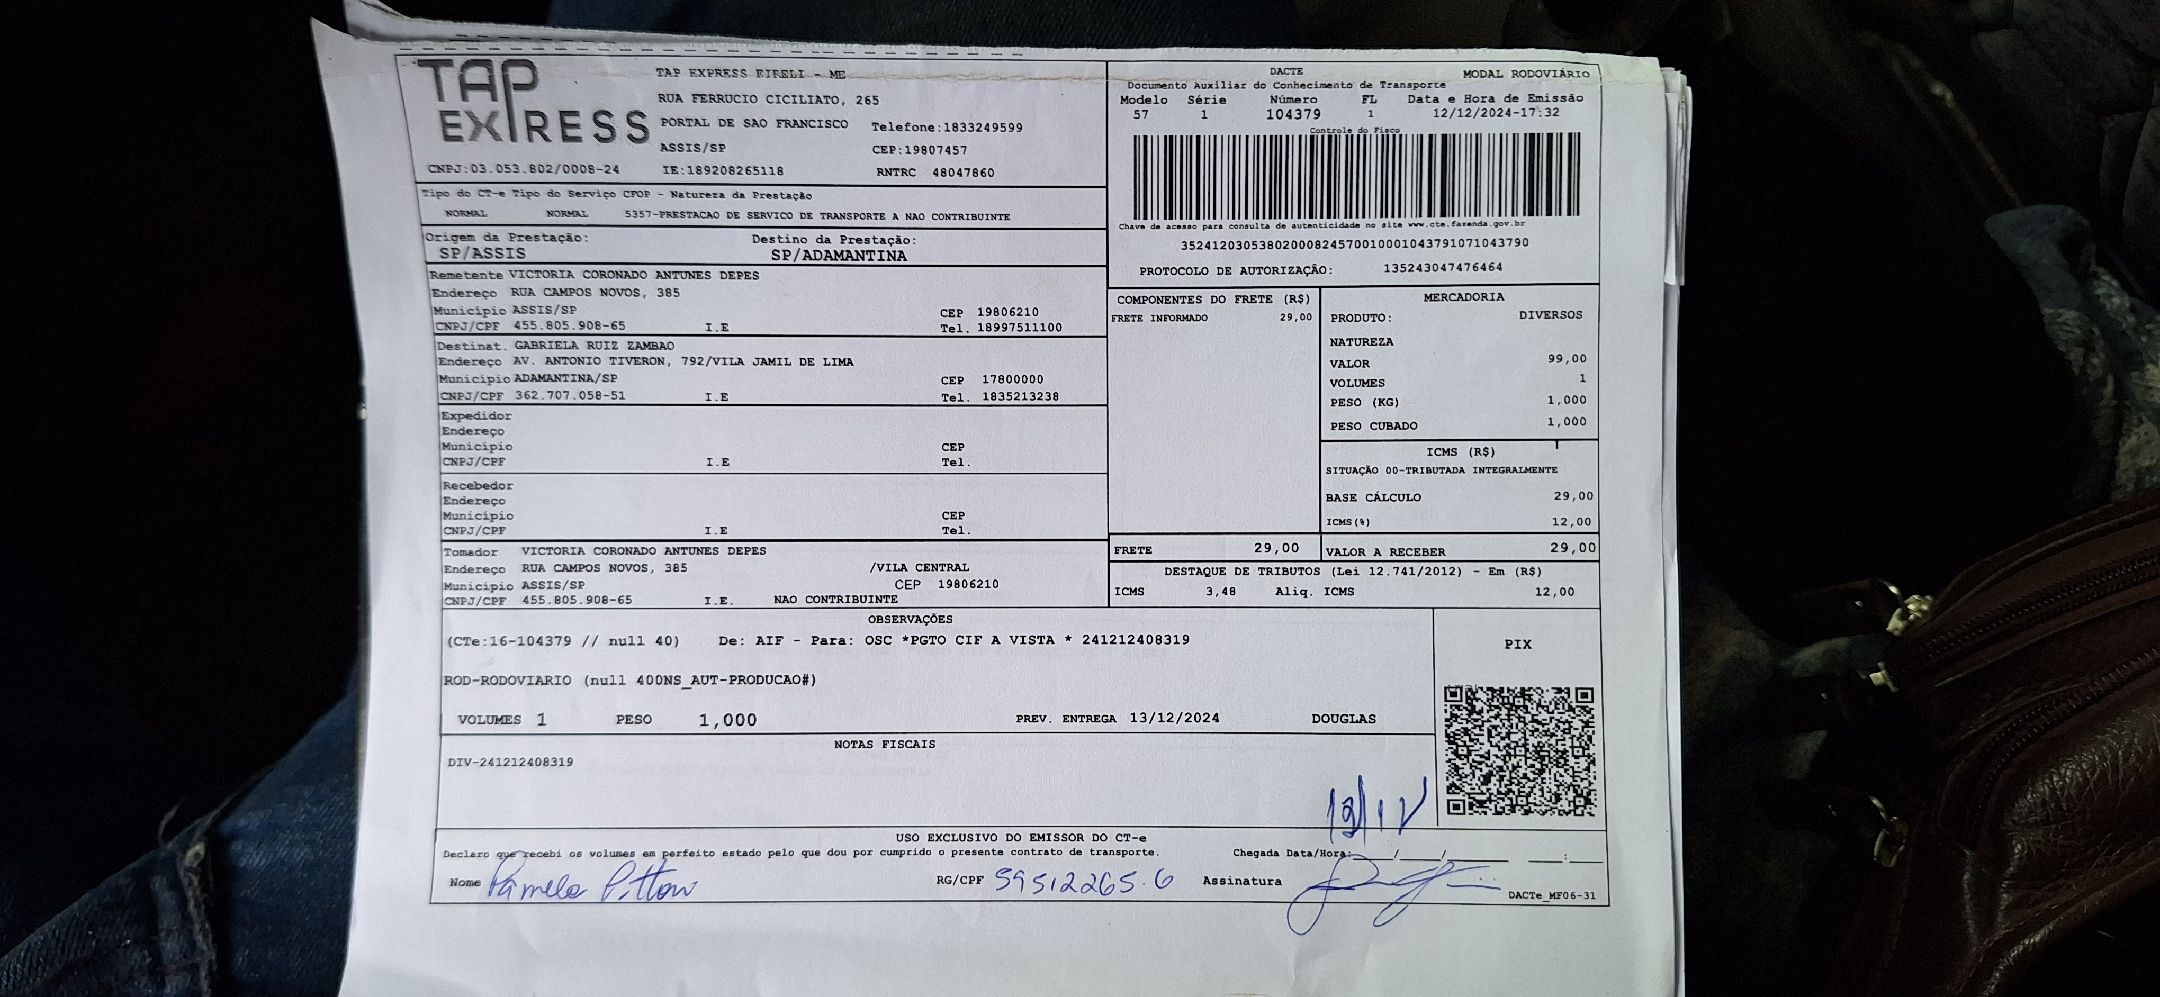 TAP EXPRESS
TAP EXPRESS EIRELI - ME
RUA FERRUCIO CICILIATO, 265
PORTAL DE SAO FRANCISCO Telefone:1833249599
ASSIS/SP CEP:19807457
CNPJ:03.053.802/0008-24 IE:189208265118 RNTRC 48047860
DACTE MODAL RODOVIÁRIO
Documento Auxiliar do Conhecimento de Transporte
Modelo Série Número FL Data e Hora de Emissão
57 1 104379 1 12/12/2024-17:32
Controle do Fisco
Chave de acesso para consulta de autenticidade no site www.cte.fazenda.gov.br
35241203053802000824570010001043791071043790
PROTOCOLO DE AUTORIZAÇÃO: 135243047476464
Tipo do CT-e Tipo do Serviço CFOP - Natureza da Prestação
NORMAL NORMAL 5357-PRESTACAO DE SERVICO DE TRANSPORTE A NAO CONTRIBUINTE
Origem da Prestação: Destino da Prestação:
SP/ASSIS SP/ADAMANTINA
Remetente VICTORIA CORONADO ANTUNES DEPES
Endereço RUA CAMPOS NOVOS, 385
Município ASSIS/SP CEP 19806210
CNPJ/CPF 455.805.908-65 I.E Tel. 18997511100
Destinat. GABRIELA RUIZ ZAMBAO
Endereço AV. ANTONIO TIVERON, 792/VILA JAMIL DE LIMA
Município ADAMANTINA/SP CEP 17800000
CNPJ/CPF 362.707.058-51 I.E Tel. 1835213238
Expedidor
Endereço
Município CEP
CNPJ/CPF I.E Tel.
Recebedor
Endereço
Município CEP
CNPJ/CPF I.E Tel.
Tomador VICTORIA CORONADO ANTUNES DEPES
Endereço RUA CAMPOS NOVOS, 385 /VILA CENTRAL
Município ASSIS/SP CEP 19806210
CNPJ/CPF 455.805.908-65 I.E. NAO CONTRIBUINTE
COMPONENTES DO FRETE (R$)
FRETE INFORMADO 29,00
MERCADORIA
PRODUTO: DIVERSOS
NATUREZA
VALOR 99,00
VOLUMES 1
PESO (KG) 1,000
PESO CUBADO 1,000
ICMS (R$)
SITUAÇÃO 00-TRIBUTADA INTEGRALMENTE
BASE CÁLCULO 29,00
ICMS(%) 12,00
FRETE 29,00 VALOR A RECEBER 29,00
DESTAQUE DE TRIBUTOS (Lei 12.741/2012) - Em (R$)
ICMS 3,48 Aliq. ICMS 12,00
OBSERVAÇÕES
(CTe:16-104379 // null 40) De: AIF - Para: OSC *PGTO CIF A VISTA * 241212408319
ROD-RODOVIARIO (null 400NS_AUT-PRODUCAO#)
VOLUMES 1 PESO 1,000 PREV. ENTREGA 13/12/2024 DOUGLAS
PIX
NOTAS FISCAIS
DIV-241212408319
13/12
USO EXCLUSIVO DO EMISSOR DO CT-e
Declaro que recebi os volumes em perfeito estado pelo que dou por cumprido o presente contrato de transporte. Chegada Data/Hora:___/___/___ __:__
Nome Pamela Pitton RG/CPF 59512265.6 Assinatura DACTe_MF06-31